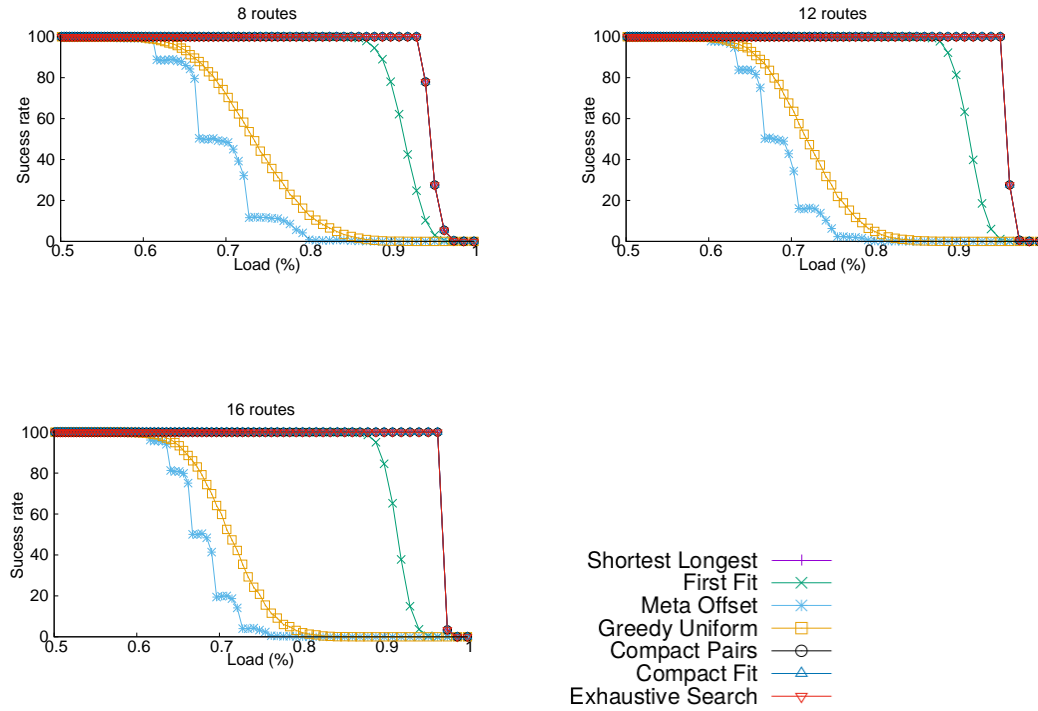 8 routes
100
80
60
40
20
0
0.5
0.6
0.7
0.8
0.9
1
Sucess rate
Load (%)
12 routes
100
80
60
40
20
0
0.5
0.6
0.7
0.8
0.9
Sucess rate
Load (%)
16 routes
100
80
60
40
20
0
0.5
0.6
0.7
0.8
0.9
1
Sucess rate
Load (%)
Shortest Longest
First Fit
Meta Offset
Greedy Uniform
Compact Pairs
Compact Fit
Exhaustive Search